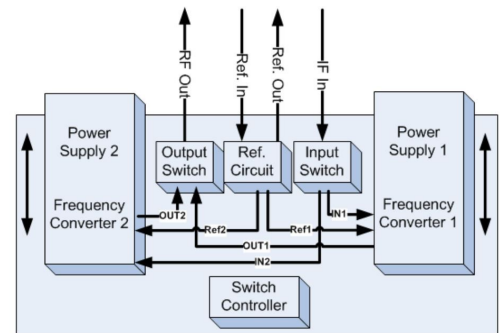 RF Out
Ref. In
Ref. Out
IF In
Power
Supply 2
Frequency
Converter 2
Output
Switch
Ref.
Circuit
Input
Switch
Power
Supply 1
Frequency
Converter 1
OUT2
IN1
Ref2
Ref1
OUT1
IN2
Switch
Controller